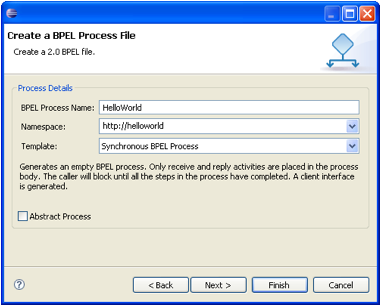 Create a BPEL Process File
Create a 2.0 BPEL file.
Process Details
BPEL Process Name: HelloWorld
Namespace: http://helloworld
Template: Synchronous BPEL Process
Generates an empty BPEL process. Only receive and reply activities are placed in the process
body. The caller will block until all the steps in the process have completed. A client interface
is generated.
Abstract Process
? < Back Next > Finish Cancel